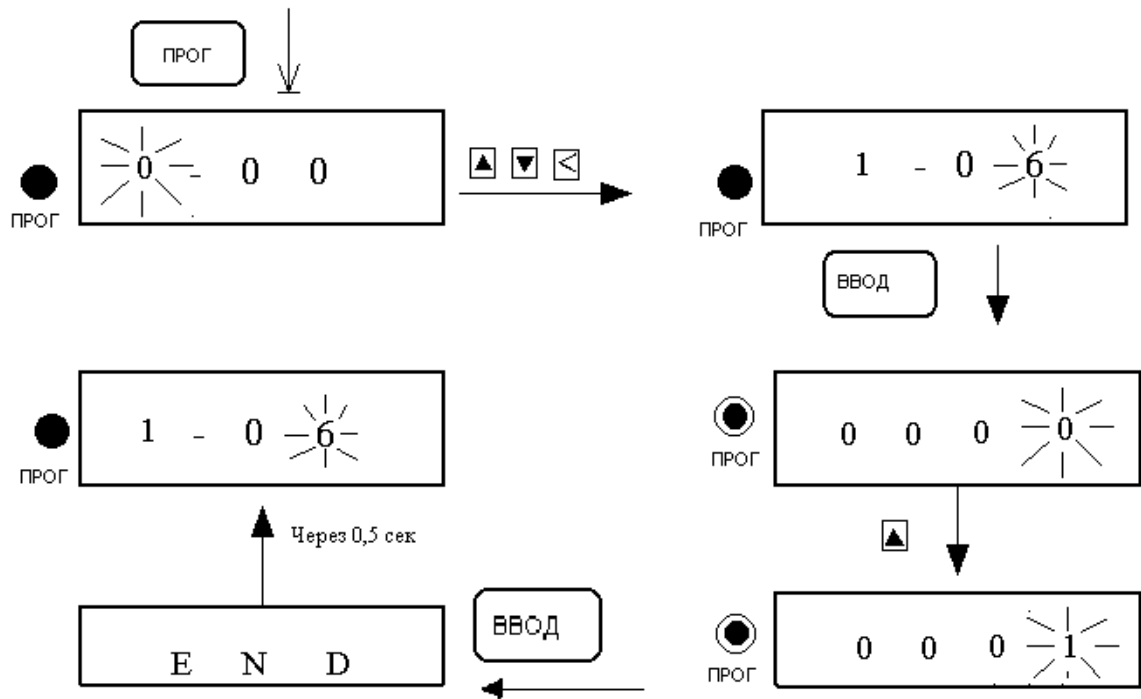 ПРОГ
0 - 0 0
ПРОГ
▲ ▼ <
1 - 0 6
ПРОГ
ВВОД
0 0 0 0
ПРОГ
▲
0 0 0 1
ПРОГ
ВВОД
E N D
Через 0,5 сек
1 - 0 6
ПРОГ